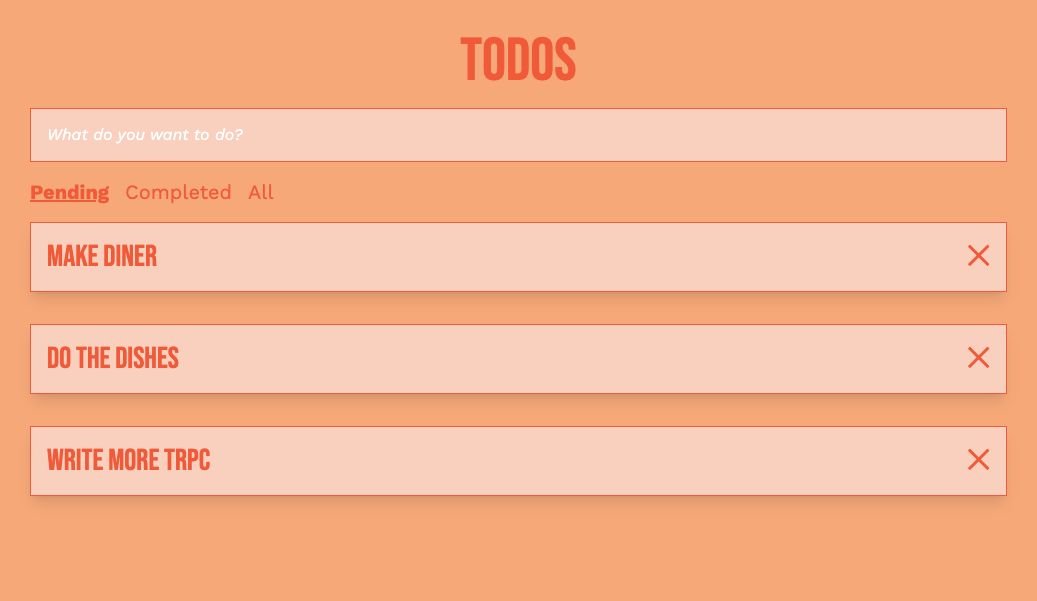 TODOS
What do you want to do?
Pending Completed All
MAKE DINER
DO THE DISHES
WRITE MORE TRPC